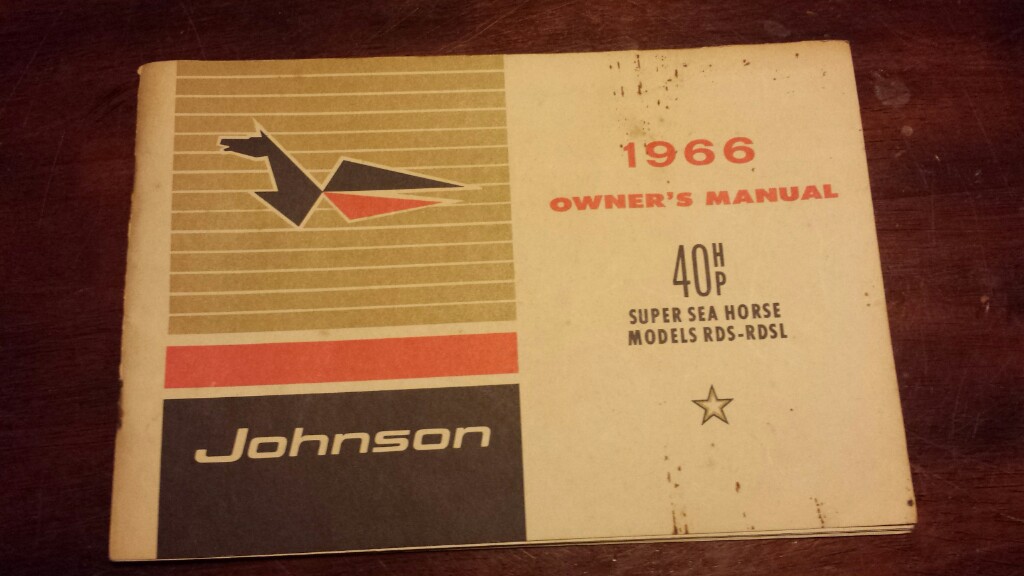 1966
OWNER'S MANUAL
40HP
SUPER SEA HORSE
MODELS RDS-RDSL
Johnson